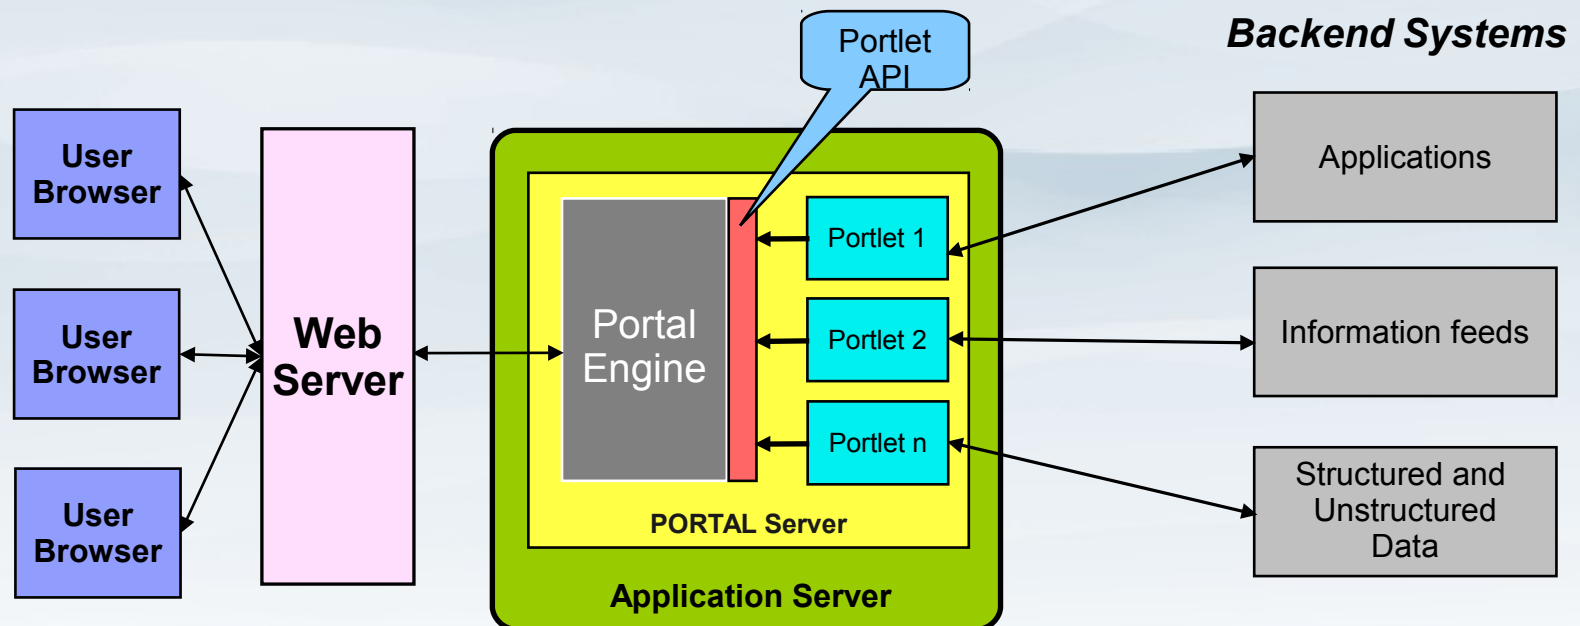 Portlet
API
Backend Systems
User
Browser
User
Browser
User
Browser
Web
Server
Portal
Engine
Portlet 1
Portlet 2
Portlet n
PORTAL Server
Application Server
Applications
Information feeds
Structured and
Unstructured
Data